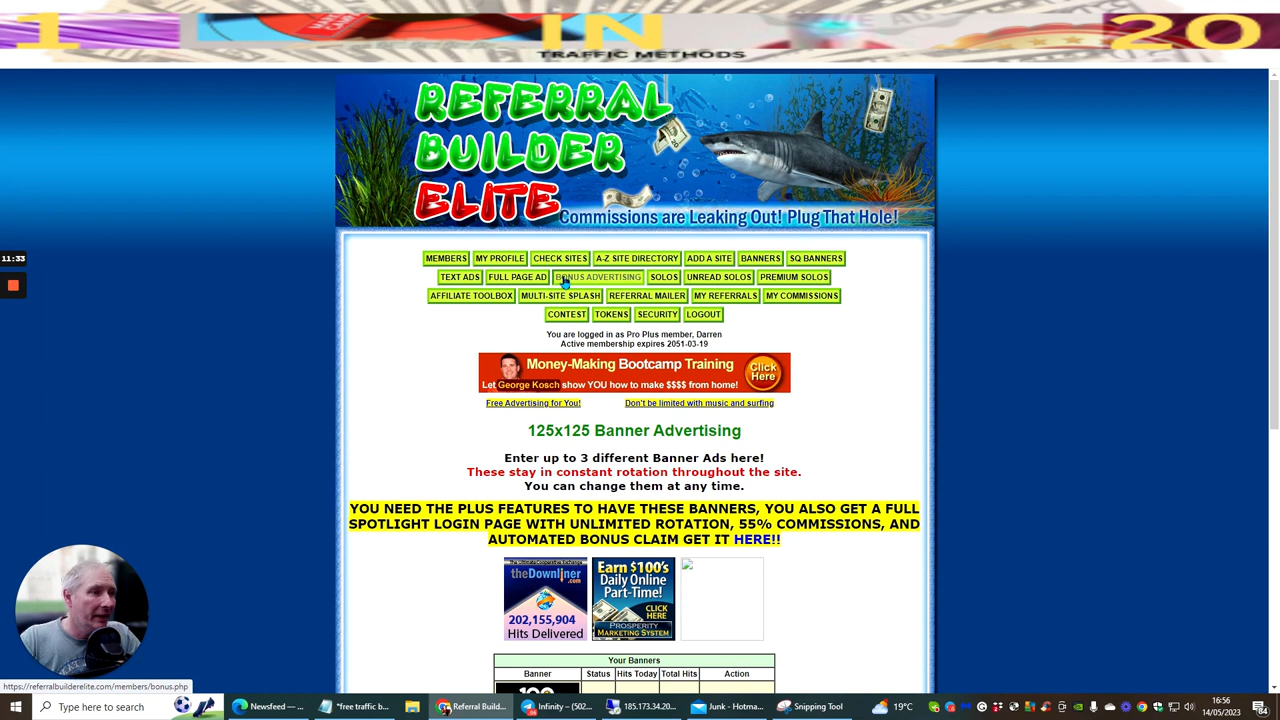 1 IN 20
TRAFFIC METHODS
REFERRAL
BUILDER
ELITE
Commissions are Leaking Out! Plug That Hole!
11:33
MEMBERS MY PROFILE CHECK SITES A-Z SITE DIRECTORY ADD A SITE BANNERS SQ BANNERS
TEXT ADS FULL PAGE AD BONUS ADVERTISING SOLOS UNREAD SOLOS PREMIUM SOLOS
AFFILIATE TOOLBOX MULTI-SITE SPLASH REFERRAL MAILER MY REFERRALS MY COMMISSIONS
CONTEST TOKENS SECURITY LOGOUT
You are logged in as Pro Plus member, Darren
Active membership expires 2051-03-19
Money-Making Bootcamp Training
Let George Kosch show YOU how to make $$$$ from home!
Click
Here
Free Advertising for You! Don't be limited with music and surfing
125x125 Banner Advertising
Enter up to 3 different Banner Ads here!
These stay in constant rotation throughout the site.
You can change them at any time.
YOU NEED THE PLUS FEATURES TO HAVE THESE BANNERS, YOU ALSO GET A FULL
SPOTLIGHT LOGIN PAGE WITH UNLIMITED ROTATION, 55% COMMISSIONS, AND
AUTOMATED BONUS CLAIM GET IT HERE!!
theDownliner
.com
202,155,904
Hits Delivered
Earn $100's
Daily Online
Part-Time!
CLICK
HERE
PROSPERITY
MARKETING SYSTEM
Your Banners
Banner Status Hits Today Total Hits Action
100
https://referralbuilderelite.com/members/bonus.php
Type here to search
Newsfeed — ...
*free traffic b...
Referral Build...
Infinity – (502...
185.173.34.20...
Junk - Hotma...
Snipping Tool
19°C
16:56
14/05/2023